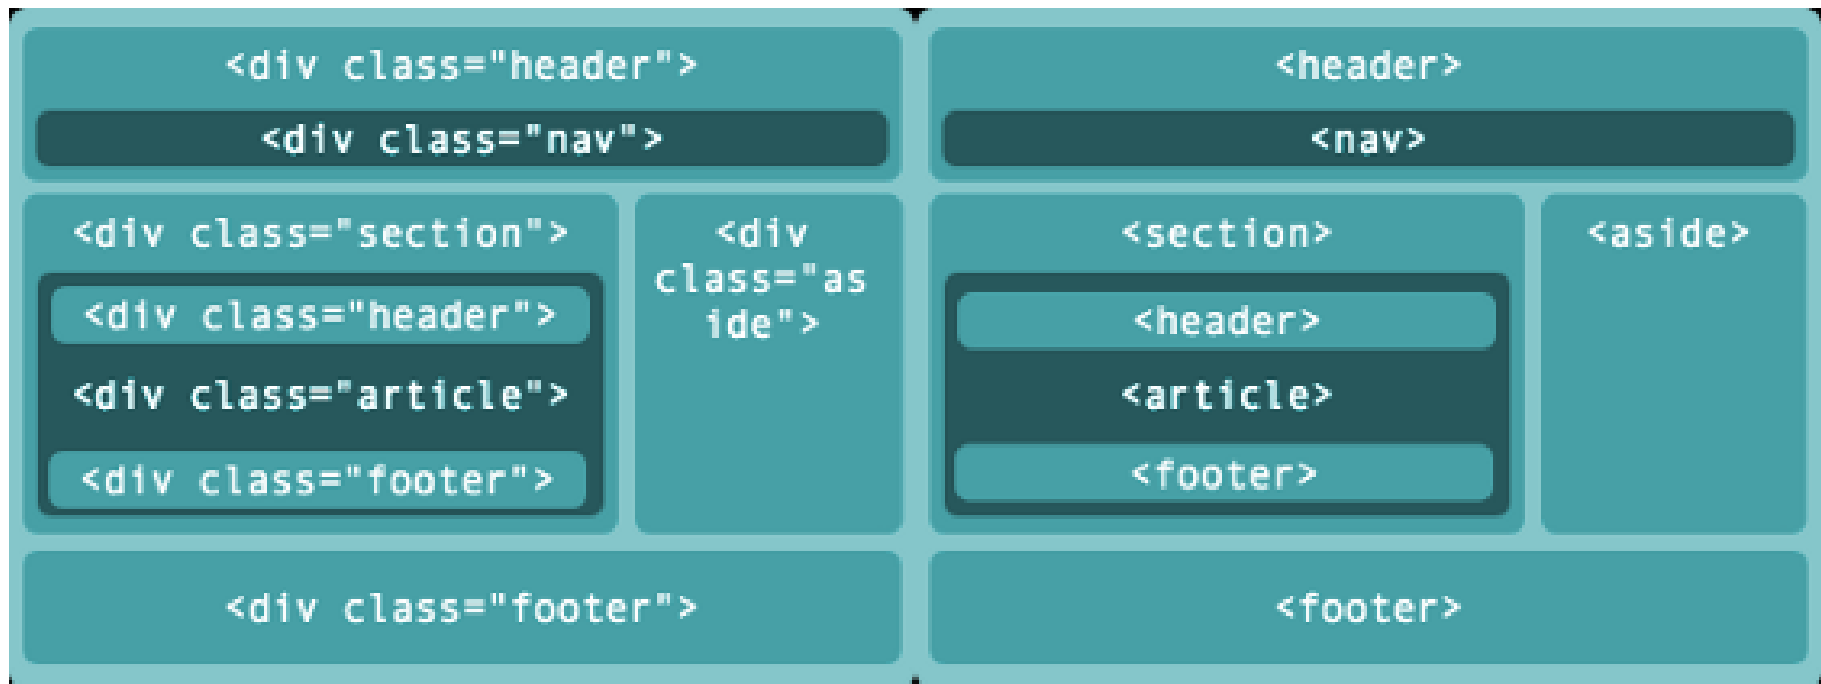 <div class="header">
<div class="nav">
<div class="section">
<div class="header">
<div class="article">
<div class="footer">
<div
class="as
ide">
<div class="footer">
<header>
<nav>
<section>
<header>
<article>
<footer>
<aside>
<footer>